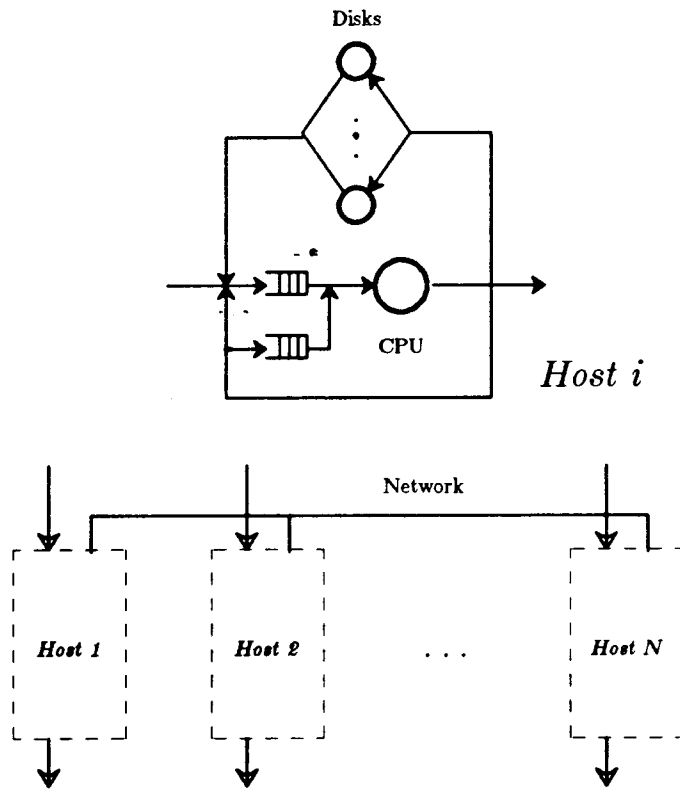 Disks
CPU
Host i
Network
Host 1
Host 2
. . .
Host N